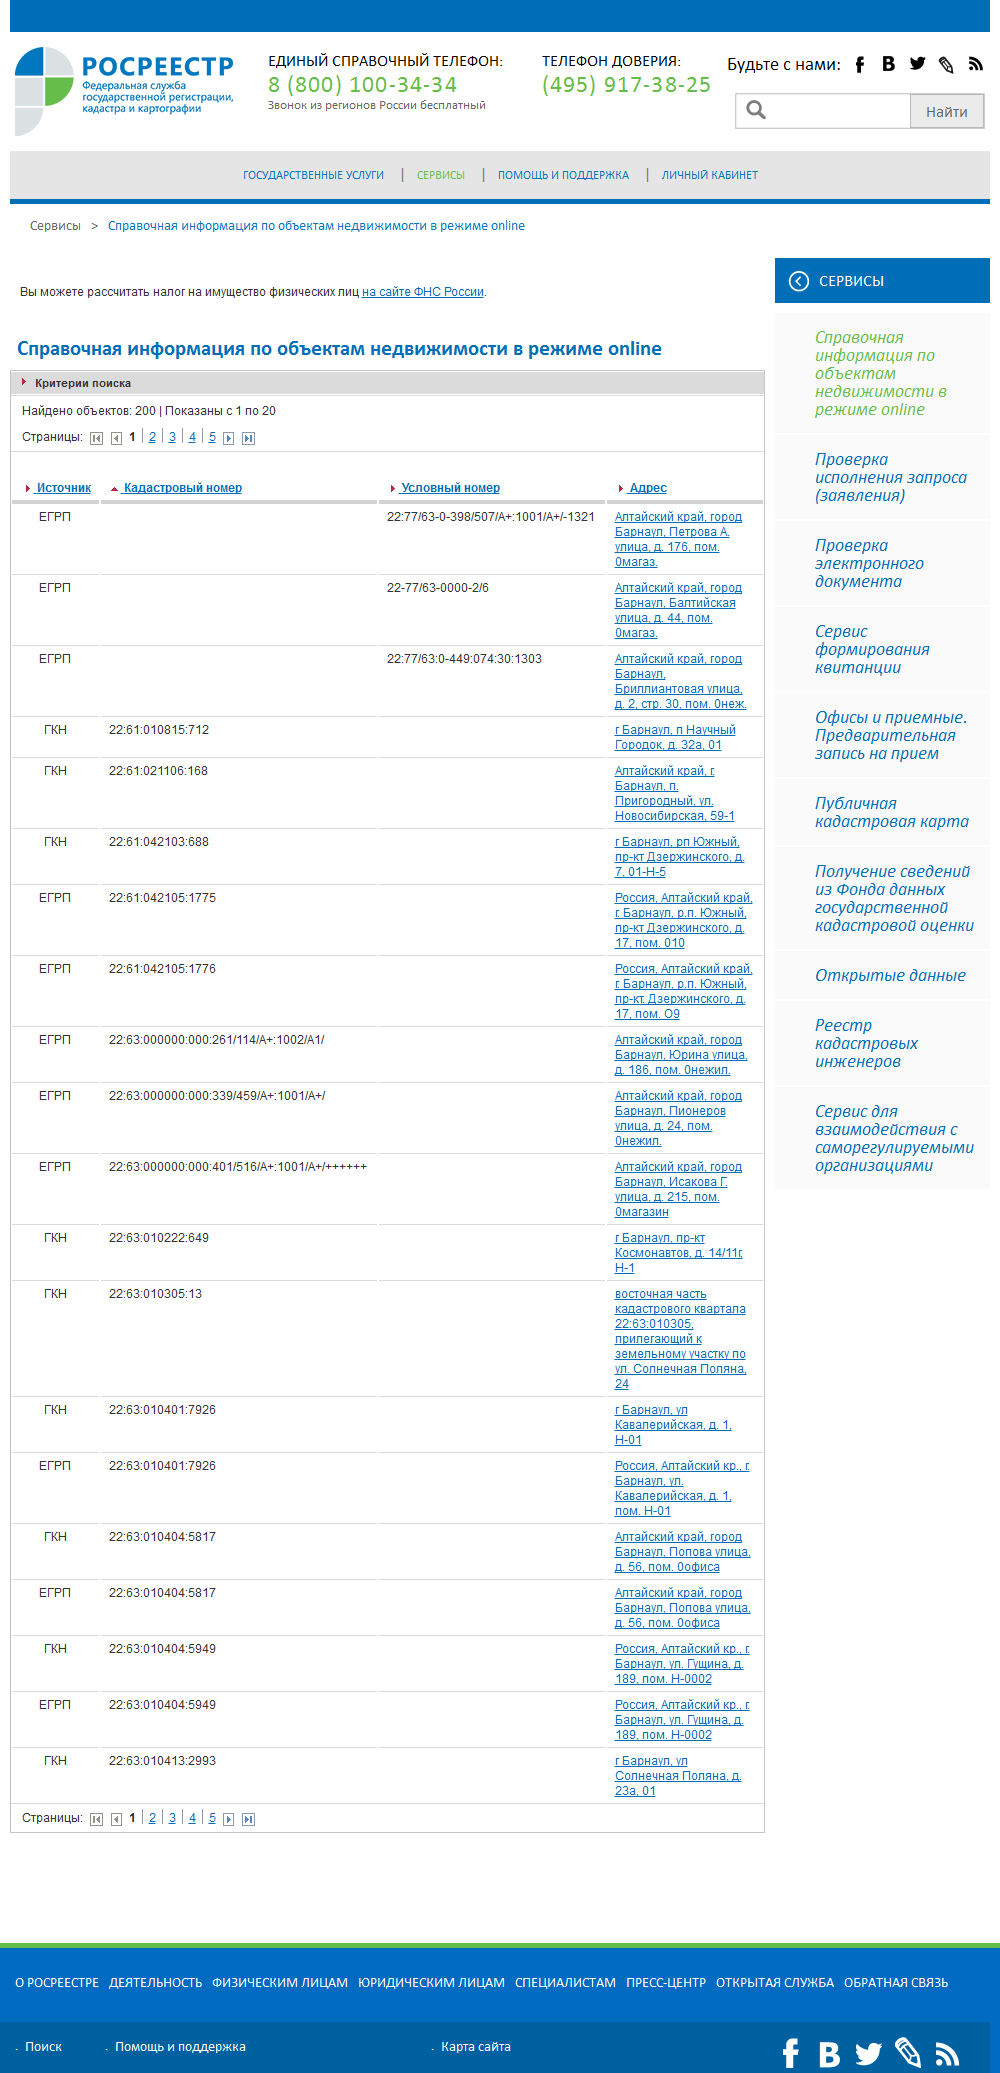 РОСРЕЕСТР
Федеральная служба
государственной регистрации,
кадастра и картографии
ЕДИНЫЙ СПРАВОЧНЫЙ ТЕЛЕФОН:
8 (800) 100-34-34
Звонок из регионов России бесплатный
ТЕЛЕФОН ДОВЕРИЯ:
(495) 917-38-25
Будьте с нами:
Найти
ГОСУДАРСТВЕННЫЕ УСЛУГИ | СЕРВИСЫ | ПОМОЩЬ И ПОДДЕРЖКА | ЛИЧНЫЙ КАБИНЕТ
Сервисы > Справочная информация по объектам недвижимости в режиме online
Вы можете рассчитать налог на имущество физических лиц на сайте ФНС России.
Справочная информация по объектам недвижимости в режиме online
Критерии поиска
Найдено объектов: 200 | Показаны с 1 по 20
Страницы: 1 | 2 | 3 | 4 | 5
Источник Кадастровый номер Условный номер Адрес
ЕГРП 22:77/63-0-398/507/А+:1001/А+/-1321 Алтайский край, город
Барнаул, Петрова А.
улица, д. 176, пом.
0магаз.
ЕГРП 22-77/63-0000-2/6 Алтайский край, город
Барнаул, Балтийская
улица, д. 44, пом.
0магаз.
ЕГРП 22:77/63:0-449:074:30:1303 Алтайский край, город
Барнаул,
Бриллиантовая улица,
д. 2, стр. 30, пом. 0неж.
ГКН 22:61:010815:712 г Барнаул, п Научный
Городок, д. 32а, 01
ГКН 22:61:021106:168 Алтайский край, г.
Барнаул, п.
Пригородный, ул.
Новосибирская, 59-1
ГКН 22:61:042103:688 г Барнаул, рп Южный,
пр-кт Дзержинского, д.
7, 01-Н-5
ЕГРП 22:61:042105:1775 Россия, Алтайский край,
г. Барнаул, р.п. Южный,
пр-кт Дзержинского, д.
17, пом. 010
ЕГРП 22:61:042105:1776 Россия, Алтайский край,
г. Барнаул, р.п. Южный,
пр-кт. Дзержинского, д.
17, пом. О9
ЕГРП 22:63:000000:000:261/114/А+:1002/А1/ Алтайский край, город
Барнаул, Юрина улица,
д. 186, пом. 0нежил.
ЕГРП 22:63:000000:000:339/459/А+:1001/А+/ Алтайский край, город
Барнаул, Пионеров
улица, д. 24, пом.
0нежил.
ЕГРП 22:63:000000:000:401/516/А+:1001/А+/++++++ Алтайский край, город
Барнаул, Исакова Г.
улица, д. 215, пом.
0магазин
ГКН 22:63:010222:649 г Барнаул, пр-кт
Космонавтов, д. 14/11г,
Н-1
ГКН 22:63:010305:13 восточная часть
кадастрового квартала
22:63:010305,
прилегающий к
земельному участку по
ул. Солнечная Поляна,
24
ГКН 22:63:010401:7926 г Барнаул, ул
Кавалерийская, д. 1,
Н-01
ЕГРП 22:63:010401:7926 Россия, Алтайский кр., г.
Барнаул, ул.
Кавалерийская, д. 1,
пом. Н-01
ГКН 22:63:010404:5817 Алтайский край, город
Барнаул, Попова улица,
д. 56, пом. 0офиса
ЕГРП 22:63:010404:5817 Алтайский край, город
Барнаул, Попова улица,
д. 56, пом. 0офиса
ГКН 22:63:010404:5949 Россия, Алтайский кр., г.
Барнаул, ул. Гущина, д.
189, пом. Н-0002
ЕГРП 22:63:010404:5949 Россия, Алтайский кр., г.
Барнаул, ул. Гущина, д.
189, пом. Н-0002
ГКН 22:63:010413:2993 г Барнаул, ул
Солнечная Поляна, д.
23а, 01
Страницы: 1 | 2 | 3 | 4 | 5
СЕРВИСЫ
Справочная
информация по
объектам
недвижимости в
режиме online
Проверка
исполнения запроса
(заявления)
Проверка
электронного
документа
Сервис
формирования
квитанции
Офисы и приемные.
Предварительная
запись на прием
Публичная
кадастровая карта
Получение сведений
из Фонда данных
государственной
кадастровой оценки
Открытые данные
Реестр
кадастровых
инженеров
Сервис для
взаимодействия с
саморегулируемыми
организациями
О РОСРЕЕСТРЕ ДЕЯТЕЛЬНОСТЬ ФИЗИЧЕСКИМ ЛИЦАМ ЮРИДИЧЕСКИМ ЛИЦАМ СПЕЦИАЛИСТАМ ПРЕСС-ЦЕНТР ОТКРЫТАЯ СЛУЖБА ОБРАТНАЯ СВЯЗЬ
Поиск Помощь и поддержка Карта сайта